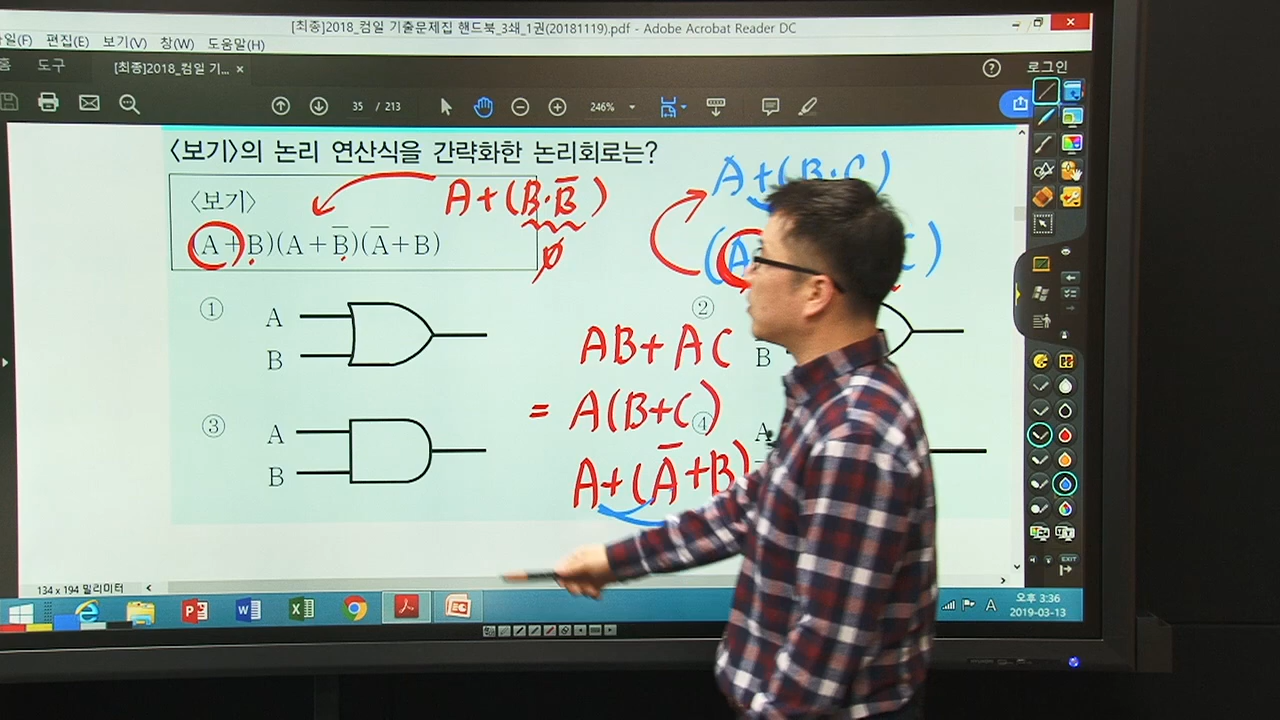 [최종]2018_컴일 기출문제집 핸드북_3쇄_1권(20181119).pdf - Adobe Acrobat Reader DC
편집(E) 보기(V) 창(W) 도움말(H)
도구 [최종]2018_컴일 기... × 로그인
35 / 213 246%
〈보기〉의 논리 연산식을 간략화한 논리회로는?
A+(B·C)
〈보기〉 A+(B·B̅)
(A+B)(A+B̅)(A̅+B)
① A B
② B
AB+AC
= A(B+C)
③ A B
④ A
A+(A̅+B)
134 x 194 밀리미터
EXIT
A 오후 3:36
2019-03-13